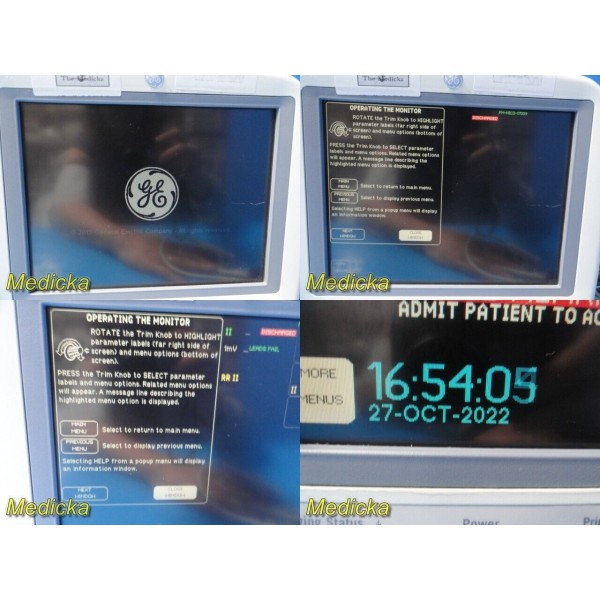 The Medicka
GE
Medicka
The Medicka
OPERATING THE MONITOR
ROTATE the Trim Knob to HIGHLIGHT
parameter labels (far right side of
screen) and menu options (bottom of
screen).
PRESS the Trim Knob to SELECT parameter
labels and menu options. Related menu options
will appear. A message line describing the
highlighted menu option is displayed.
MAIN
MENU
Select to return to main menu.
PREVIOUS
MENU
Select to display previous menu.
Selecting HELP from a popup menu will display
an information window.
NEXT
WINDOW
CLOSE
WINDOW
DISCHARGED
Medicka
OPERATING THE MONITOR
ROTATE the Trim Knob to HIGHLIGHT
parameter labels (far right side of
screen) and menu options (bottom of
screen).
PRESS the Trim Knob to SELECT parameter
labels and menu options. Related menu options
will appear. A message line describing the
highlighted menu option is displayed.
MAIN
MENU
Select to return to main menu.
PREVIOUS
MENU
Select to display previous menu.
Selecting HELP from a popup menu will display
an information window.
NEXT
WINDOW
CLOSE
WINDOW
II
DISCHARGED
1mV
LEADS FAIL
RR II
II
Medicka
ADMIT PATIENT TO AC
MORE
MENUS
16:54:05
27-OCT-2022
Medicka
ing Status
Power
Pri